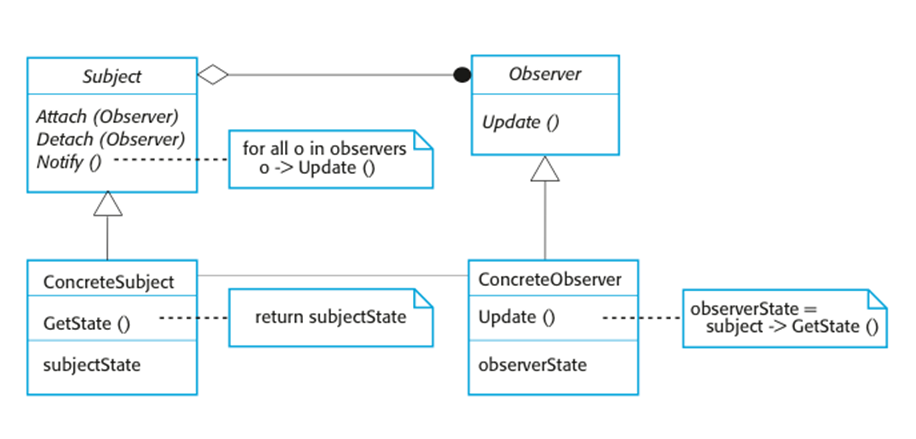 Subject
Attach (Observer)
Detach (Observer)
Notify ()
for all o in observers
o -> Update ()
Observer
Update ()
ConcreteSubject
GetState ()
subjectState
return subjectState
ConcreteObserver
Update ()
observerState
observerState =
subject -> GetState ()